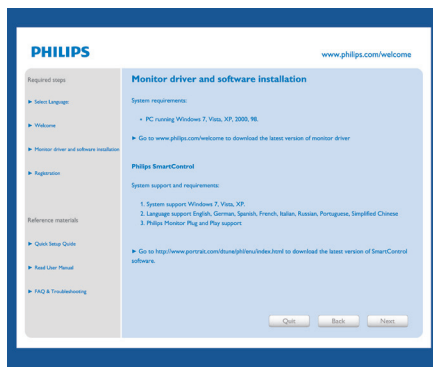 PHILIPS
www.philips.com/welcome
Required steps
Select Language
Welcome
Monitor driver and software installation
Registration
Reference materials
Quick Setup Guide
Read User Manual
FAQ & Troubleshooting
Monitor driver and software installation
System requirements:
• PC running Windows 7, Vista, XP, 2000, 98.
Go to www.philips.com/welcome to download the latest version of monitor driver
Philips SmartControl
System support and requirements:
1. System support Windows 7, Vista, XP.
2. Language support English, German, Spanish, French, Italian, Russian, Portuguese, Simplified Chinese
3. Philips Monitor Plug and Play support
Go to http://www.portrait.com/dtune/phl/enu/index.html to download the latest version of SmartControl
software.
Quit
Back
Next